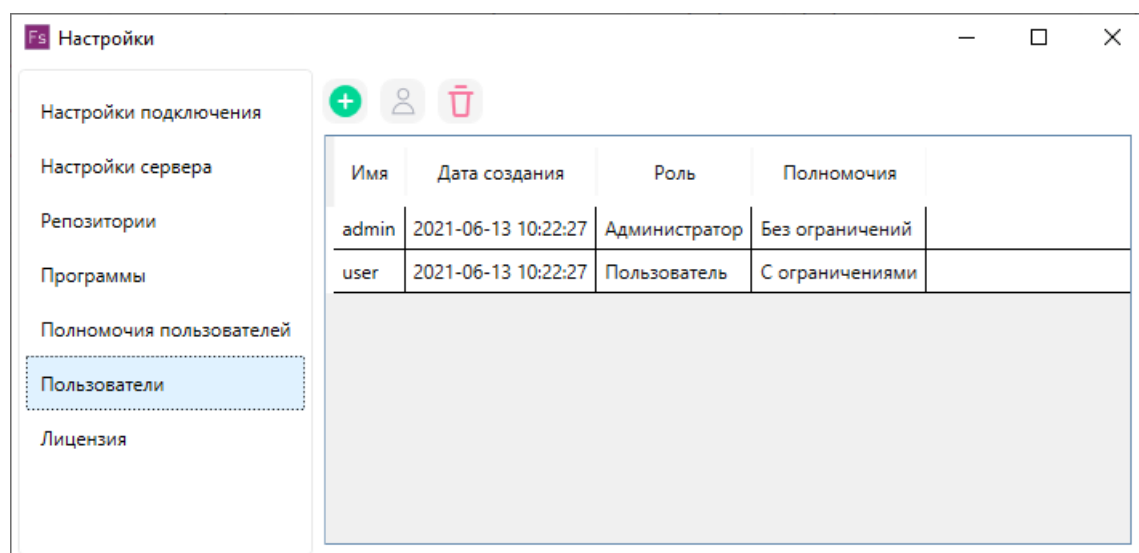 Fs Настройки
Настройки подключения
Настройки сервера
Репозитории
Программы
Полномочия пользователей
Пользователи
Лицензия
Имя Дата создания Роль Полномочия
admin 2021-06-13 10:22:27 Администратор Без ограничений
user 2021-06-13 10:22:27 Пользователь С ограничениями